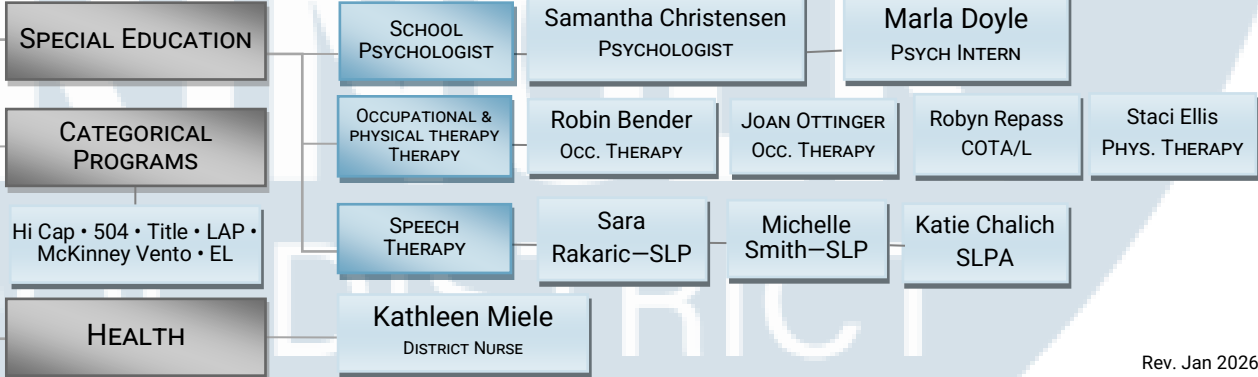 SPECIAL EDUCATION
SCHOOL
PSYCHOLOGIST
Samantha Christensen
PSYCHOLOGIST
Marla Doyle
PSYCH INTERN
CATEGORICAL
PROGRAMS
OCCUPATIONAL &
PHYSICAL THERAPY
THERAPY
Robin Bender
OCC. THERAPY
JOAN OTTINGER
OCC. THERAPY
Robyn Repass
COTA/L
Staci Ellis
PHYS. THERAPY
Hi Cap • 504 • Title • LAP •
McKinney Vento • EL
SPEECH
THERAPY
Sara
Rakaric—SLP
Michelle
Smith—SLP
Katie Chalich
SLPA
HEALTH
Kathleen Miele
DISTRICT NURSE
Rev. Jan 2026